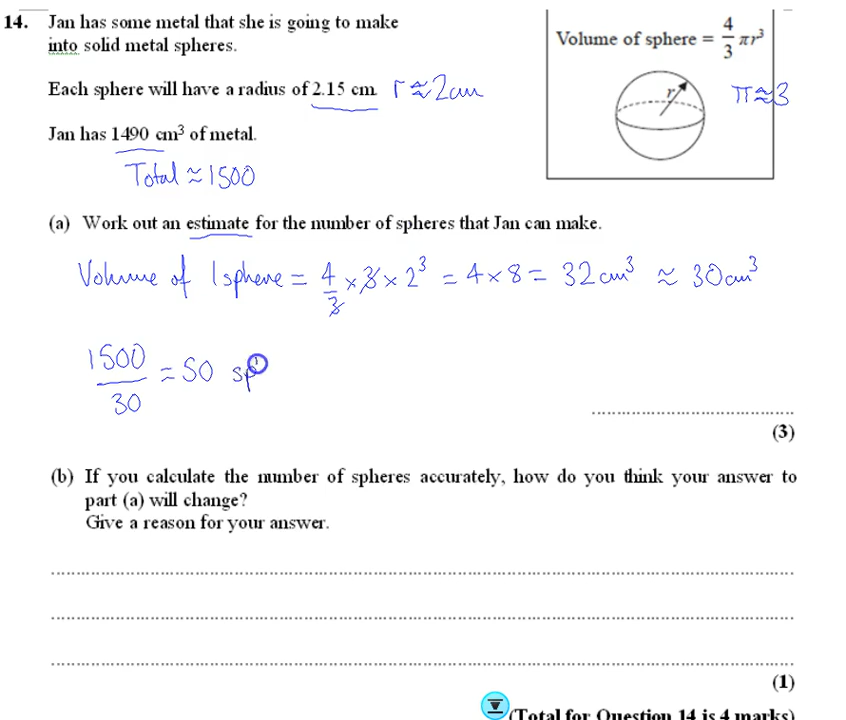 14. Jan has some metal that she is going to make
into solid metal spheres.
Each sphere will have a radius of 2.15 cm r ≈ 2cm
Jan has 1490 cm³ of metal.
Total ≈ 1500
Volume of sphere = 4/3 πr³
r
π ≈ 3
(a) Work out an estimate for the number of spheres that Jan can make.
Volume of 1 sphere = 4/3 × 3 × 2³ = 4 × 8 = 32 cm³ ≈ 30 cm³
1500/30 = 50 sp
(3)
(b) If you calculate the number of spheres accurately, how do you think your answer to
part (a) will change?
Give a reason for your answer.
(1)
(Total for Question 14 is 4 marks)